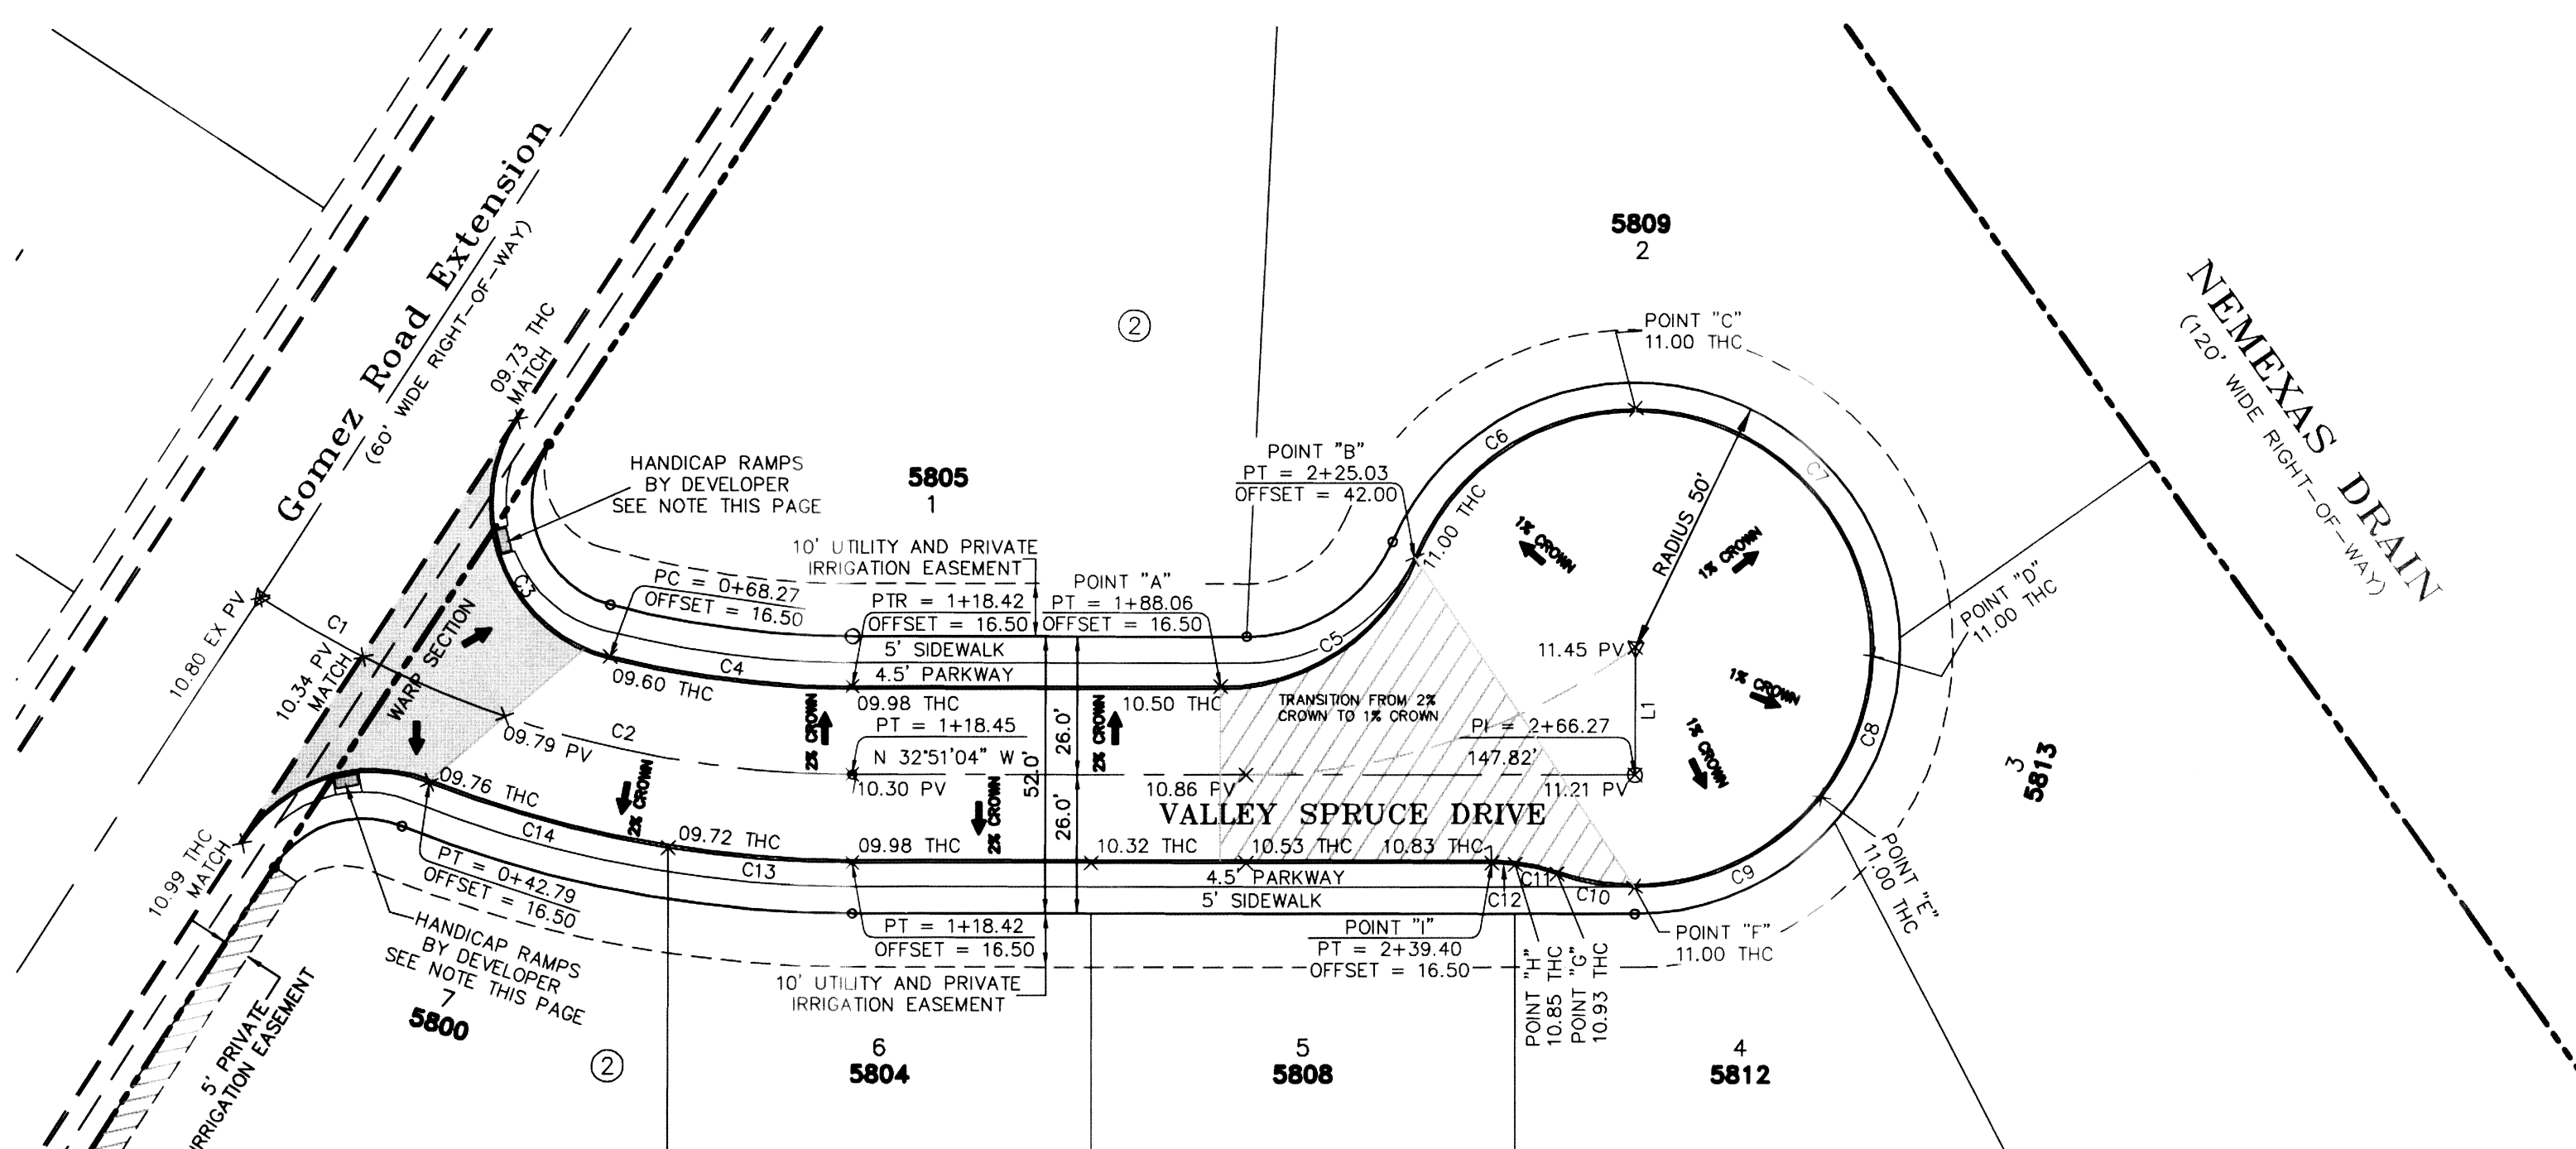 Gomez Road Extension
(60' WIDE RIGHT-OF-WAY)
09.73 THC
MATCH
HANDICAP RAMPS
BY DEVELOPER
SEE NOTE THIS PAGE
5805
1
2
5809
2
POINT "C"
11.00 THC
NEMEXAS DRAIN
(120' WIDE RIGHT-OF-WAY)
POINT "B"
PT = 2+25.03
OFFSET = 42.00
11.00 THC
C6
C7
RADIUS 50'
1% CROWN
1% CROWN
1% CROWN
1% CROWN
POINT "D"
11.00 THC
10' UTILITY AND PRIVATE
IRRIGATION EASEMENT
PC = 0+68.27
OFFSET = 16.50
PTR = 1+18.42
OFFSET = 16.50
POINT "A"
PT = 1+88.06
OFFSET = 16.50
C3
C4
C5
5' SIDEWALK
4.5' PARKWAY
10.80 EX PV
C1
10.34 PV
MATCH
WARP SECTION
09.60 THC
09.98 THC
10.50 THC
TRANSITION FROM 2%
CROWN TO 1% CROWN
11.45 PV
L1
PI = 2+66.27
147.82'
11.21 PV
09.79 PV
C2
2% CROWN
PT = 1+18.45
N 32°51'04" W
10.30 PV
2% CROWN
26.0'
52.0'
26.0'
10.86 PV
VALLEY SPRUCE DRIVE
09.76 THC
2% CROWN
2% CROWN
C14
09.72 THC
C13
09.98 THC
10.32 THC
10.53 THC
10.83 THC
4.5' PARKWAY
5' SIDEWALK
C12
C11
C10
C9
C8
10.99 THC
MATCH
PT = 0+42.79
OFFSET = 16.50
HANDICAP RAMPS
BY DEVELOPER
SEE NOTE THIS PAGE
PT = 1+18.42
OFFSET = 16.50
10' UTILITY AND PRIVATE
IRRIGATION EASEMENT
POINT "I"
PT = 2+39.40
OFFSET = 16.50
POINT "H"
10.85 THC
POINT "G"
10.93 THC
POINT "F"
11.00 THC
POINT "E"
11.00 THC
3
5813
5' PRIVATE
IRRIGATION EASEMENT
7
5800
2
6
5804
5
5808
4
5812